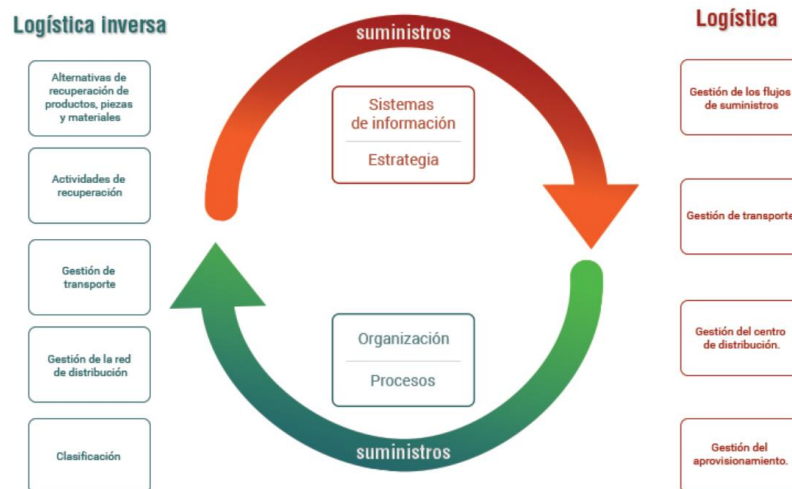 Logística inversa
Alternativas de
recuperación de
productos, piezas
y materiales
Actividades de
recuperación
Gestión de
transporte
Gestión de la red
de distribución
Clasificación
suministros
Sistemas
de información
Estrategia
Organización
Procesos
suministros
Logística
Gestión de los flujos
de suministros
Gestión de transporte
Gestión del centro
de distribución.
Gestión del
aprovisionamiento.